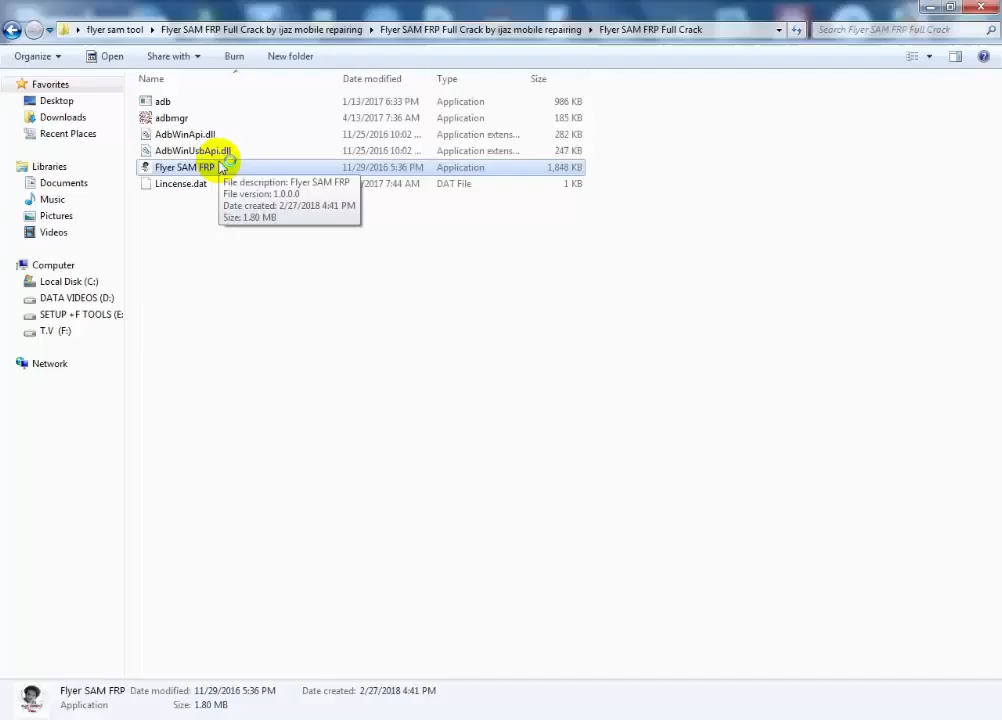 flyer sam tool ▸ Flyer SAM FRP Full Crack by ijaz mobile repairing ▸ Flyer SAM FRP Full Crack by ijaz mobile repairing ▸ Flyer SAM FRP Full Crack
Search Flyer SAM FRP Full Crack
Organize Open Share with Burn New folder
Name Date modified Type Size
Favorites
Desktop
Downloads
Recent Places
Libraries
Documents
Music
Pictures
Videos
Computer
Local Disk (C:)
DATA VIDEOS (D:)
SETUP +F TOOLS (E:
T.V (F:)
Network
adb 1/13/2017 6:33 PM Application 986 KB
adbmgr 4/13/2017 7:36 AM Application 185 KB
AdbWinApi.dll 11/25/2016 10:02 ... Application extens... 282 KB
AdbWinUsbApi.dll 11/25/2016 10:02 ... Application extens... 247 KB
Flyer SAM FRP 11/29/2016 5:36 PM Application 1,848 KB
Lincense.dat /2017 7:44 AM DAT File 1 KB
File description: Flyer SAM FRP
File version: 1.0.0.0
Date created: 2/27/2018 4:41 PM
Size: 1.80 MB
Flyer SAM FRP Date modified: 11/29/2016 5:36 PM Date created: 2/27/2018 4:41 PM
Application Size: 1.80 MB